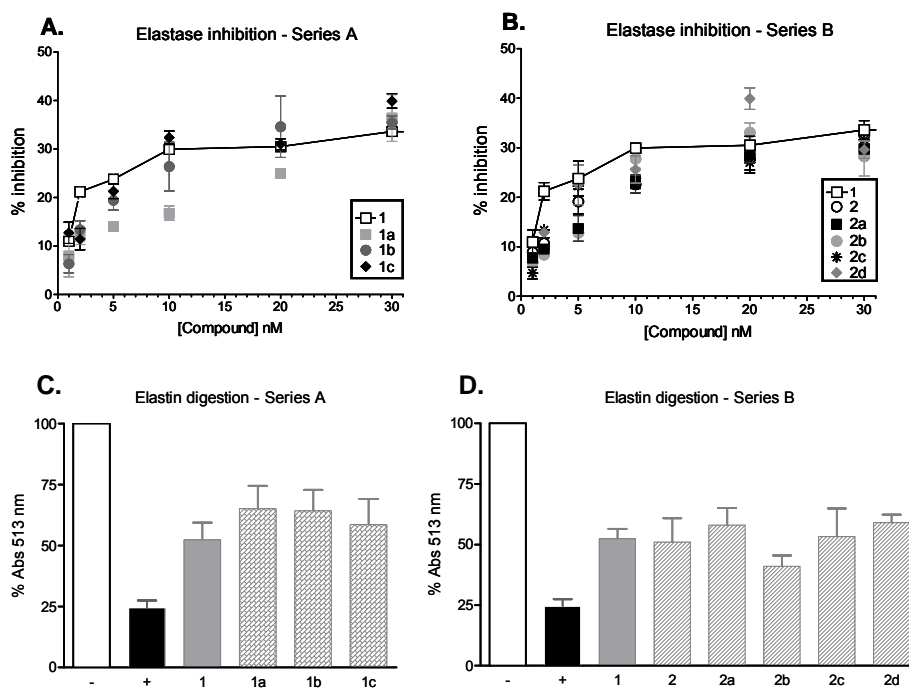 A.
Elastase inhibition - Series A
50
40
30
20
10
0
% inhibition
0 5 10 15 20 25 30
[Compound] nM
1
1a
1b
1c
B.
Elastase inhibition - Series B
50
40
30
20
10
0
% inhibition
0 5 10 15 20 25 30
[Compound] nM
1
2
2a
2b
2c
2d
C.
Elastin digestion - Series A
100
75
50
25
0
% Abs 513 nm
- + 1 1a 1b 1c
D.
Elastin digestion - Series B
100
75
50
25
0
% Abs 513 nm
- + 1 2 2a 2b 2c 2d